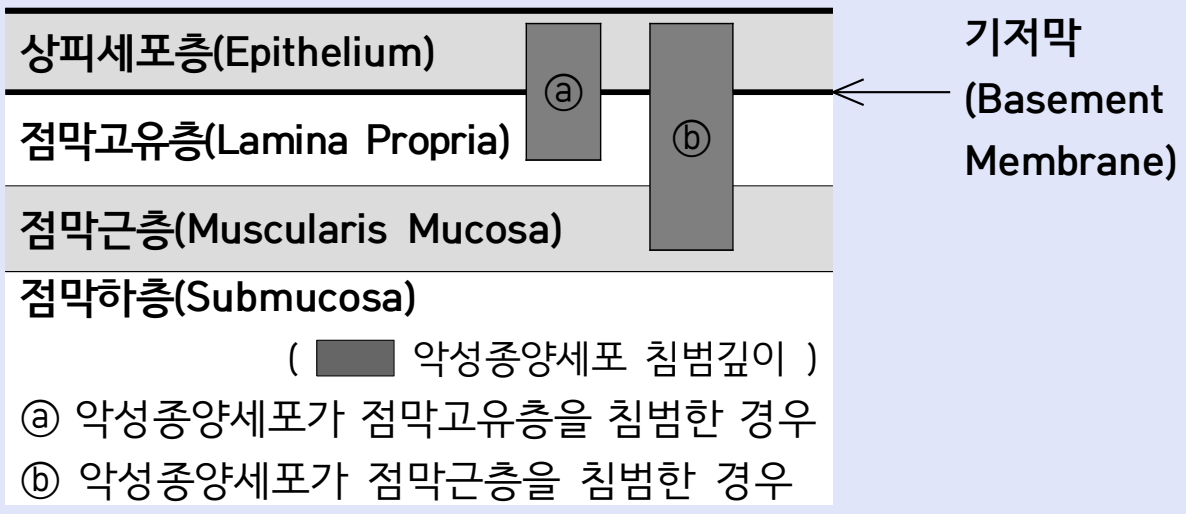 상피세포층(Epithelium)
ⓐ
기저막
(Basement
Membrane)
점막고유층(Lamina Propria)
ⓑ
점막근층(Muscularis Mucosa)
점막하층(Submucosa)
( 악성종양세포 침범깊이 )
ⓐ 악성종양세포가 점막고유층을 침범한 경우
ⓑ 악성종양세포가 점막근층을 침범한 경우